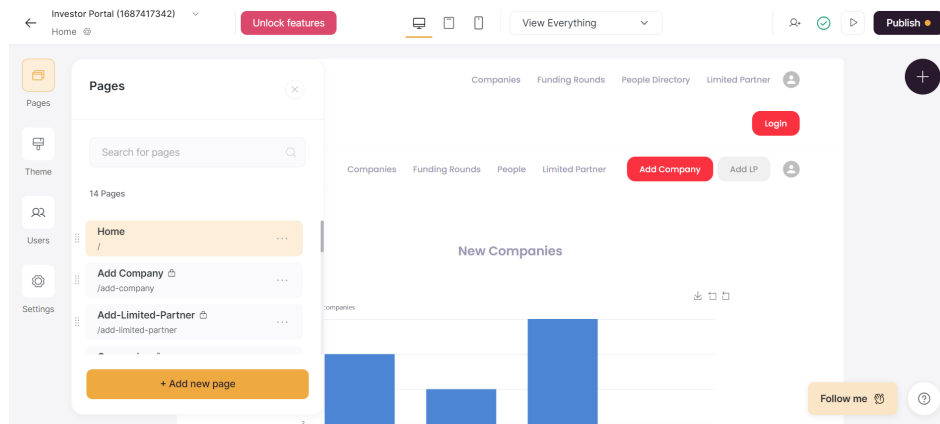 Investor Portal (1687417342)
Home
Unlock features
View Everything
Publish
Pages
Theme
Users
Settings
Pages
Search for pages
14 Pages
Home
/
Add Company
/add-company
Add-Limited-Partner
/add-limited-partner
+ Add new page
Companies Funding Rounds People Directory Limited Partner
Login
Companies Funding Rounds People Limited Partner Add Company Add LP
New Companies
companies
Follow me